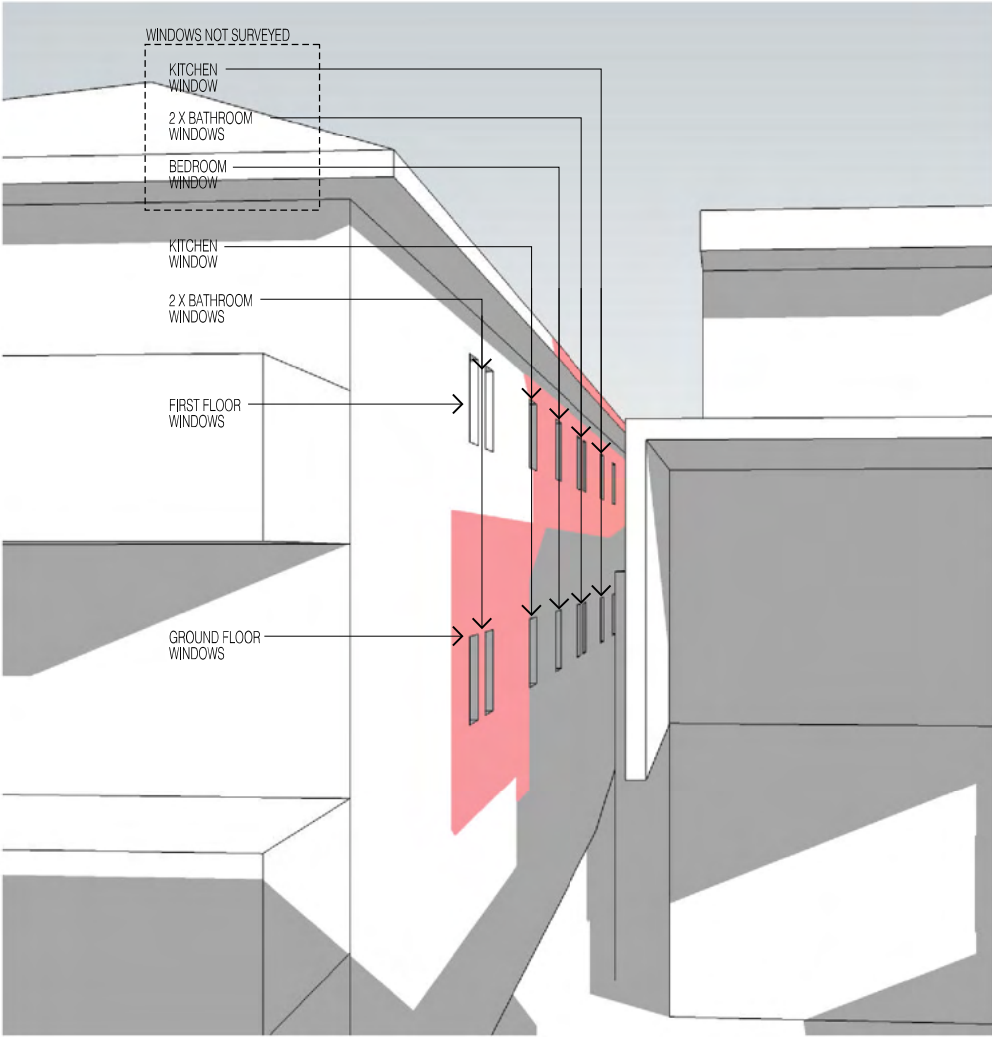 WINDOWS NOT SURVEYED
KITCHEN
WINDOW
2 X BATHROOM
WINDOWS
BEDROOM
WINDOW
KITCHEN
WINDOW
2 X BATHROOM
WINDOWS
FIRST FLOOR
WINDOWS
GROUND FLOOR
WINDOWS